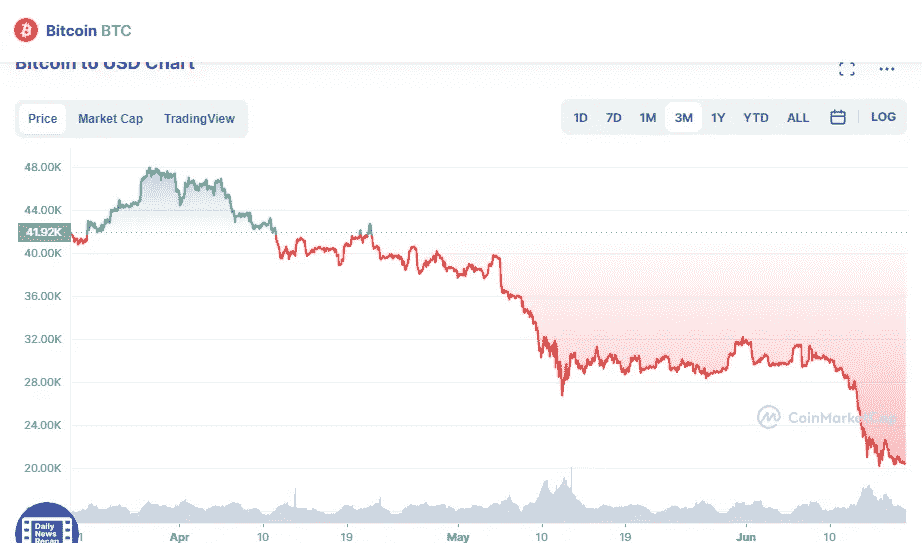 Bitcoin BTC
Bitcoin to USD Chart
Price Market Cap TradingView
1D 7D 1M 3M 1Y YTD ALL LOG
48.00K
44.00K
41.92K
40.00K
36.00K
32.00K
28.00K
24.00K
20.00K
CoinMarketCap
Apr 10 19 May 10 19 Jun 10
Daily
News